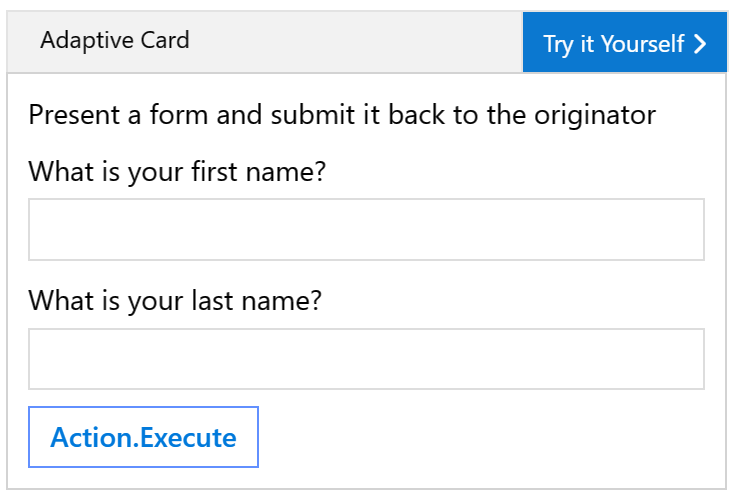 Adaptive Card
Try it Yourself
Present a form and submit it back to the originator
What is your first name?
What is your last name?
Action.Execute